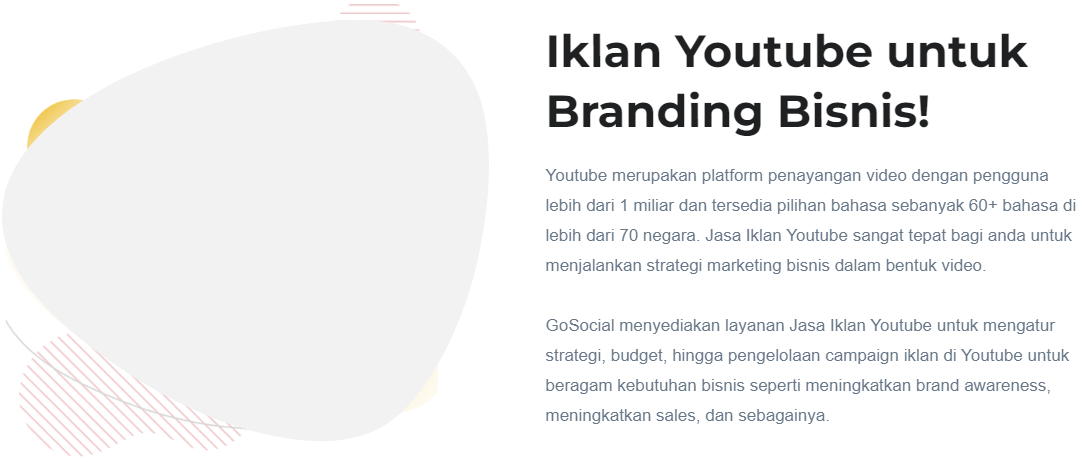 Iklan Youtube untuk
Branding Bisnis!
Youtube merupakan platform penayangan video dengan pengguna
lebih dari 1 miliar dan tersedia pilihan bahasa sebanyak 60+ bahasa di
lebih dari 70 negara. Jasa Iklan Youtube sangat tepat bagi anda untuk
menjalankan strategi marketing bisnis dalam bentuk video.
GoSocial menyediakan layanan Jasa Iklan Youtube untuk mengatur
strategi, budget, hingga pengelolaan campaign iklan di Youtube untuk
beragam kebutuhan bisnis seperti meningkatkan brand awareness,
meningkatkan sales, dan sebagainya.